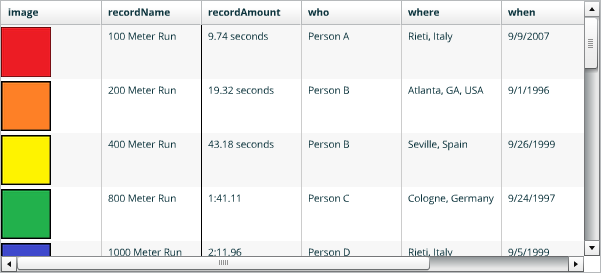 image recordName recordAmount who where when
100 Meter Run 9.74 seconds Person A Rieti, Italy 9/9/2007
200 Meter Run 19.32 seconds Person B Atlanta, GA, USA 9/1/1996
400 Meter Run 43.18 seconds Person B Seville, Spain 9/26/1999
800 Meter Run 1:41.11 Person C Cologne, Germany 9/24/1997
1000 Meter Run 2:11.96 Person D Rieti, Italy 9/5/1999